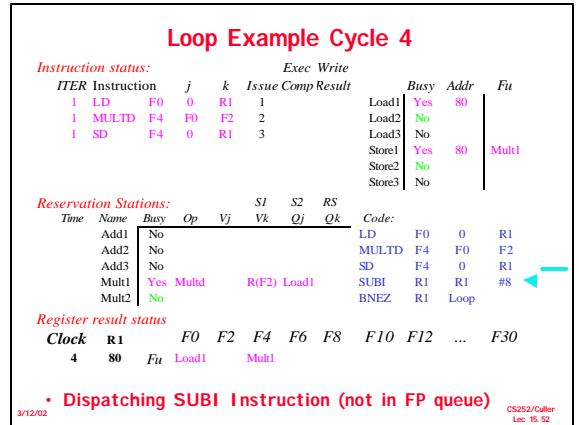 Loop Example Cycle 4
Instruction status: Exec Write
ITER Instruction j k Issue Comp Result Busy Addr Fu
1 LD F0 0 R1 1 Load1 Yes 80
1 MULTD F4 F0 F2 2 Load2 No
1 SD F4 0 R1 3 Load3 No
Store1 Yes 80 Mult1
Store2 No
Store3 No
Reservation Stations: S1 S2 RS
Time Name Busy Op Vj Vk Qj Qk Code:
Add1 No LD F0 0 R1
Add2 No MULTD F4 F0 F2
Add3 No SD F4 0 R1
Mult1 Yes Multd R(F2) Load1 SUBI R1 R1 #8
Mult2 No BNEZ R1 Loop
Register result status
Clock R1 F0 F2 F4 F6 F8 F10 F12 ... F30
4 80 Fu Load1 Mult1
• Dispatching SUBI Instruction (not in FP queue)
3/12/02
CS252/Culler
Lec 15.52